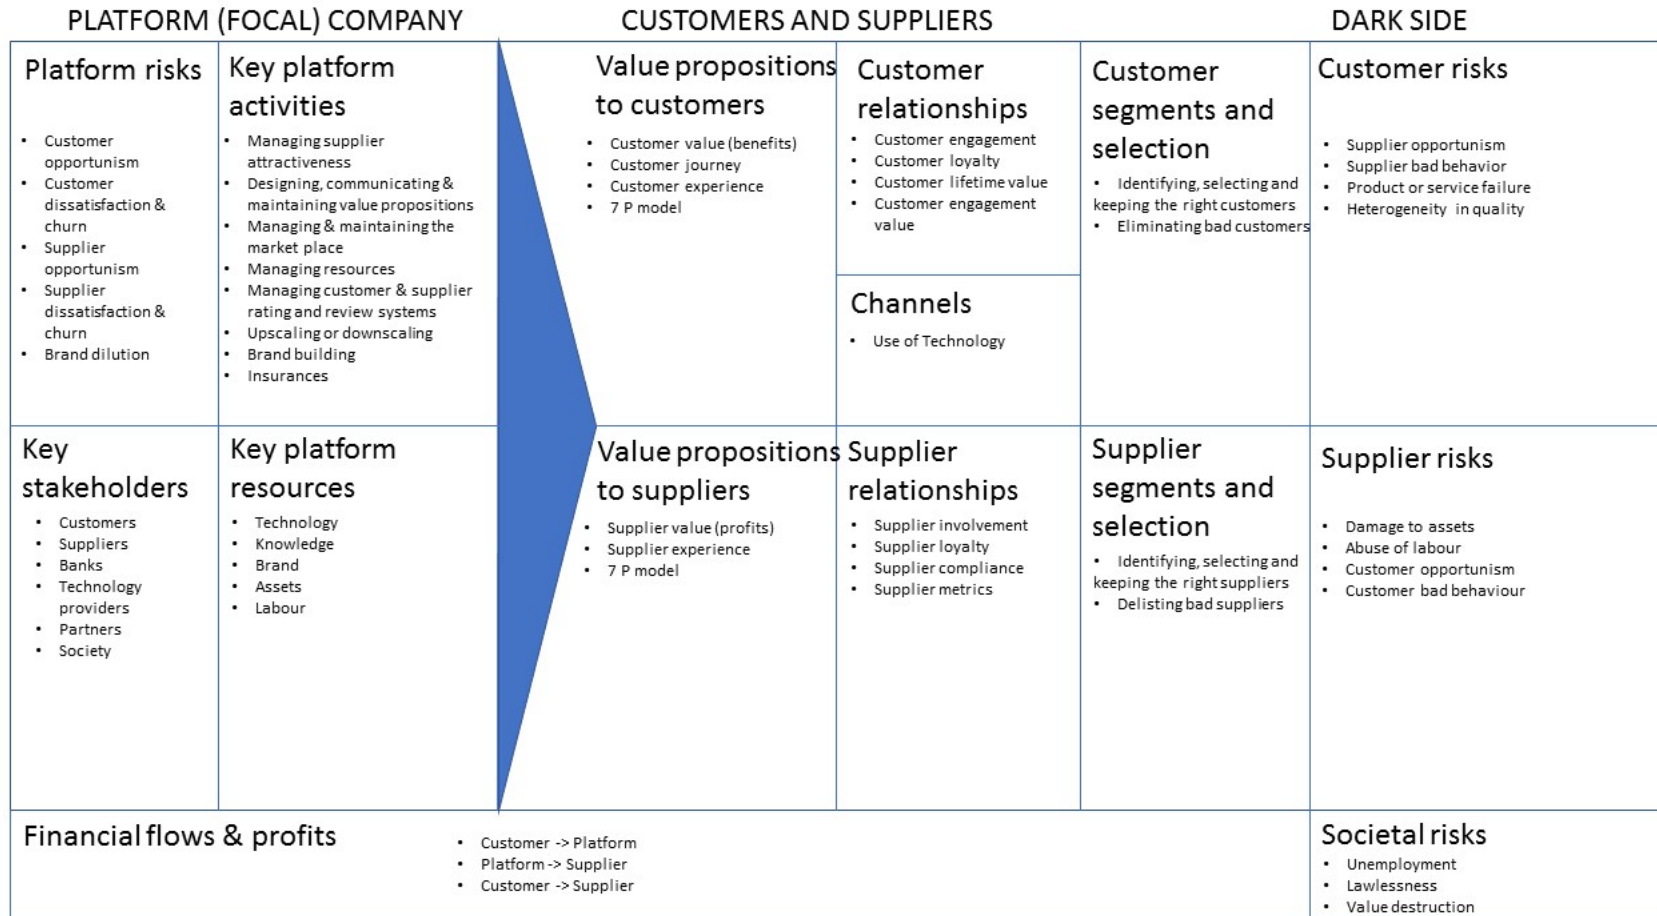 PLATFORM (FOCAL) COMPANY
CUSTOMERS AND SUPPLIERS
DARK SIDE
Platform risks
• Customer
opportunism
• Customer
dissatisfaction &
churn
• Supplier
opportunism
• Supplier
dissatisfaction &
churn
• Brand dilution
Key platform
activities
• Managing supplier
attractiveness
• Designing, communicating &
maintaining value propositions
• Managing & maintaining the
market place
• Managing resources
• Managing customer & supplier
rating and review systems
• Upscaling or downscaling
• Brand building
• Insurances
Value propositions
to customers
• Customer value (benefits)
• Customer journey
• Customer experience
• 7 P model
Customer
relationships
• Customer engagement
• Customer loyalty
• Customer lifetime value
• Customer engagement
value
Channels
• Use of Technology
Customer
segments and
selection
• Identifying, selecting and
keeping the right customers
• Eliminating bad customers
Customer risks
• Supplier opportunism
• Supplier bad behavior
• Product or service failure
• Heterogeneity in quality
Key
stakeholders
• Customers
• Suppliers
• Banks
• Technology
providers
• Partners
• Society
Key platform
resources
• Technology
• Knowledge
• Brand
• Assets
• Labour
Value propositions
to suppliers
• Supplier value (profits)
• Supplier experience
• 7 P model
Supplier
relationships
• Supplier involvement
• Supplier loyalty
• Supplier compliance
• Supplier metrics
Supplier
segments and
selection
• Identifying, selecting and
keeping the right suppliers
• Delisting bad suppliers
Supplier risks
• Damage to assets
• Abuse of labour
• Customer opportunism
• Customer bad behaviour
Financial flows & profits
• Customer -> Platform
• Platform -> Supplier
• Customer -> Supplier
Societal risks
• Unemployment
• Lawlessness
• Value destruction